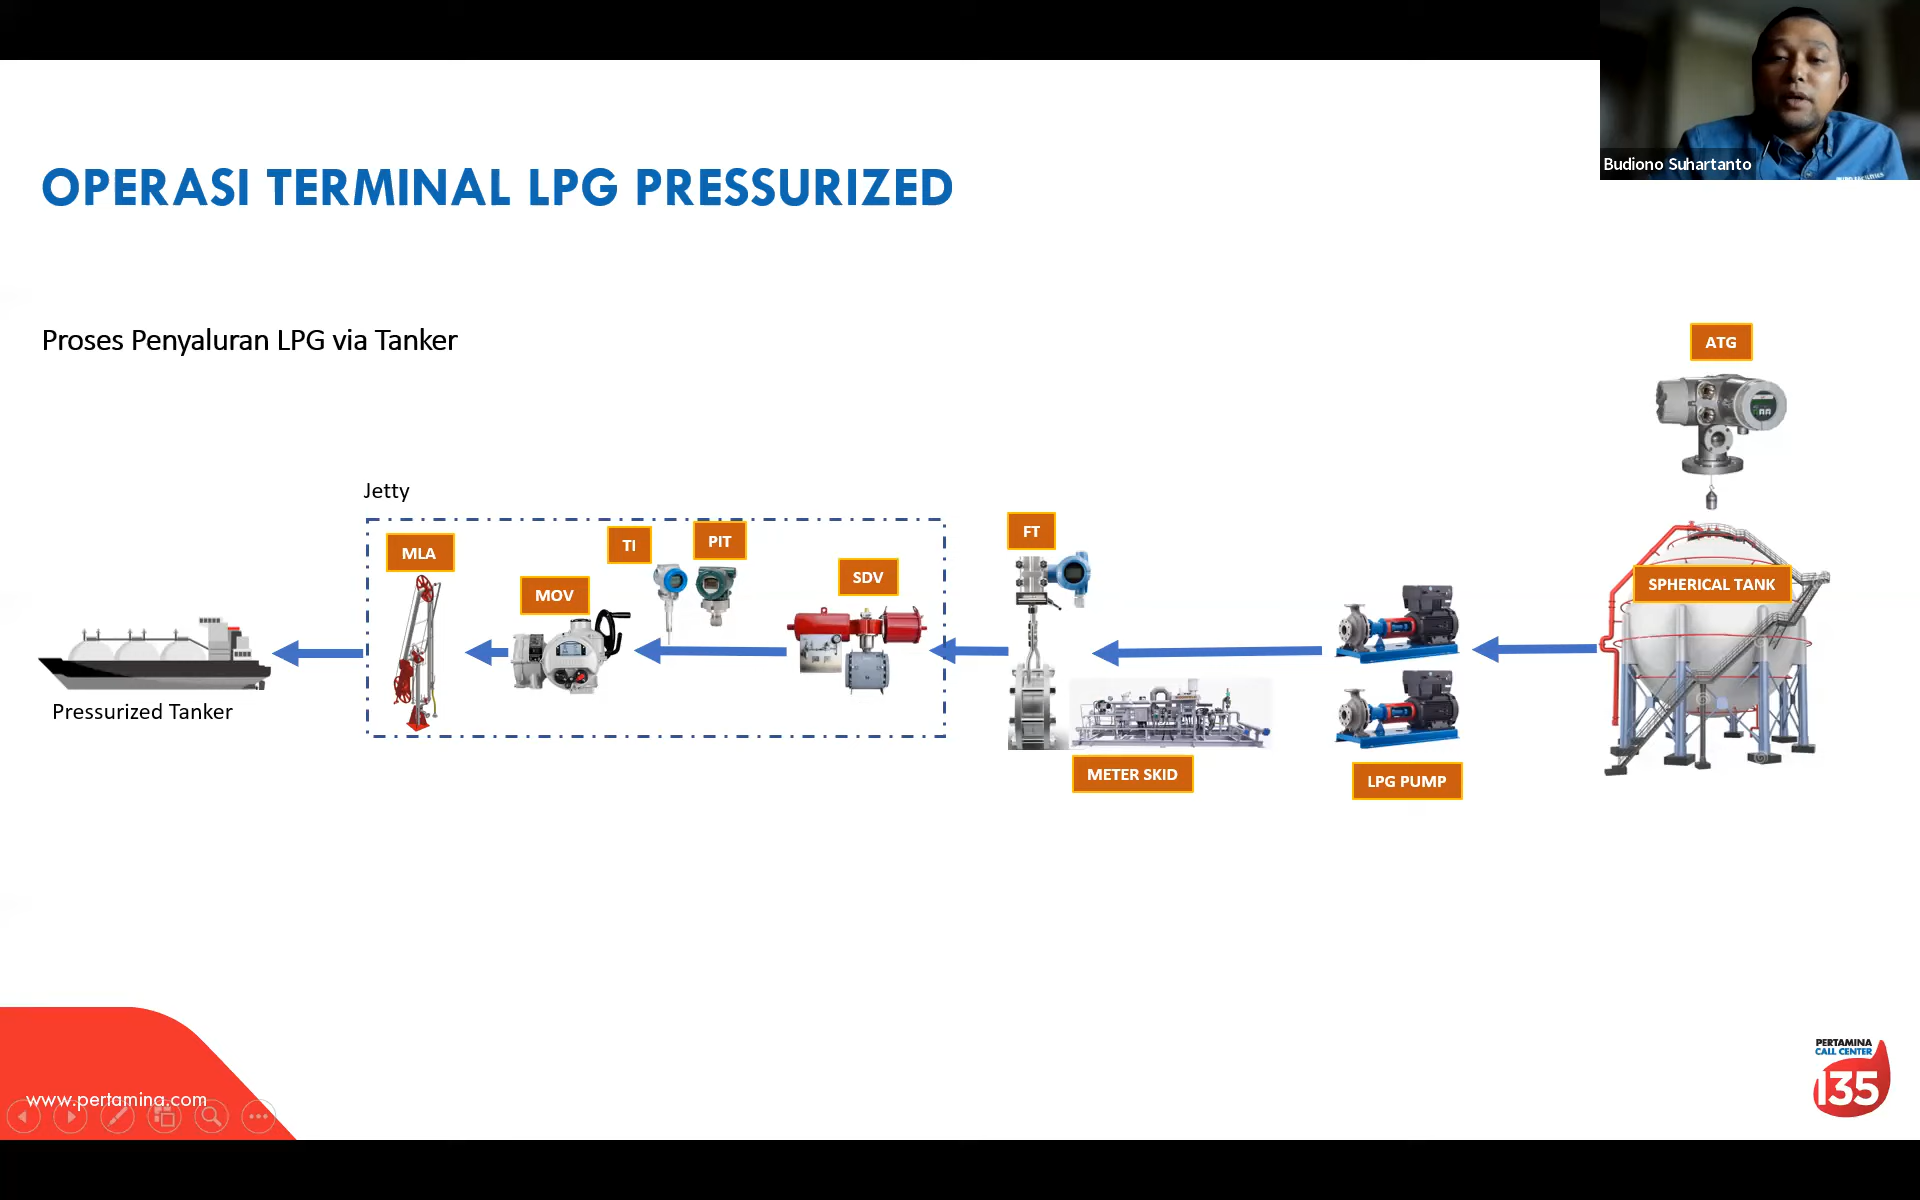 Budiono Suhartanto
OPERASI TERMINAL LPG PRESSURIZED
Proses Penyaluran LPG via Tanker
ATG
Jetty
MLA
MOV
TI
PIT
SDV
FT
SPHERICAL TANK
Pressurized Tanker
METER SKID
LPG PUMP
www.pertamina.com
PERTAMINA
CALL CENTER
135